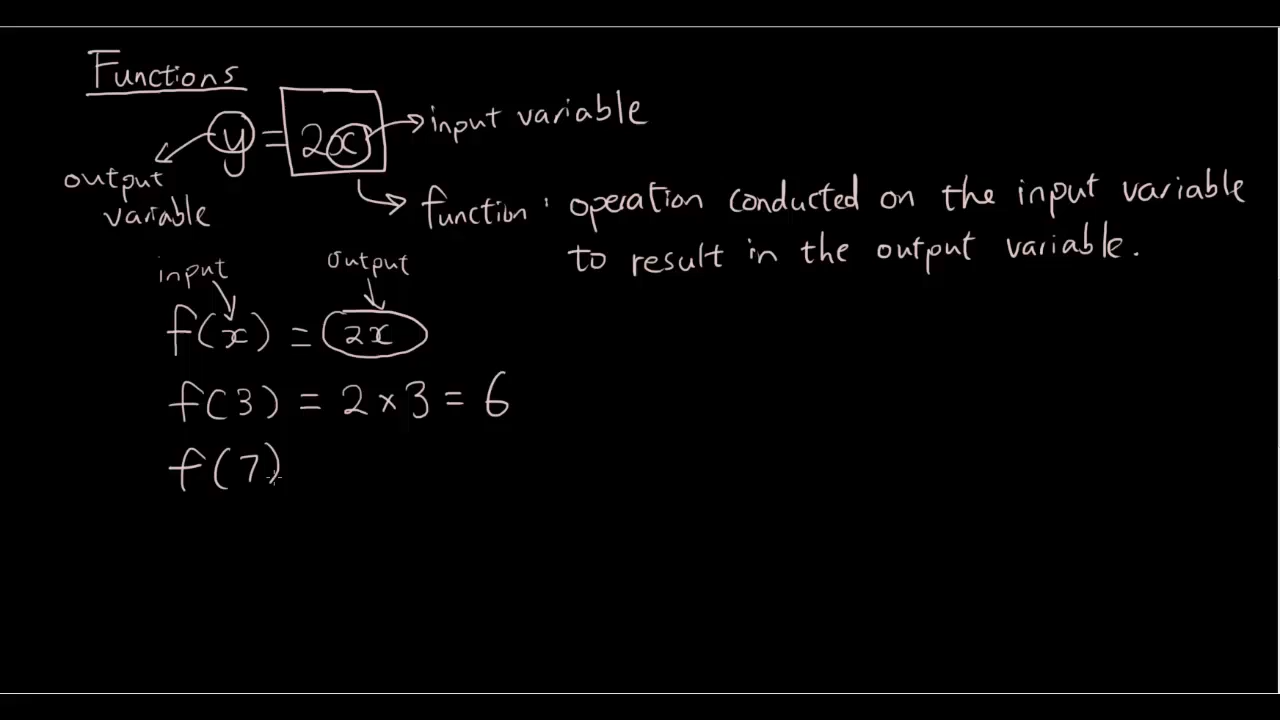 Functions
y = 2x → input variable
output variable
function : operation conducted on the input variable
to result in the output variable.
input output
f(x) = 2x
f(3) = 2 × 3 = 6
f(7)